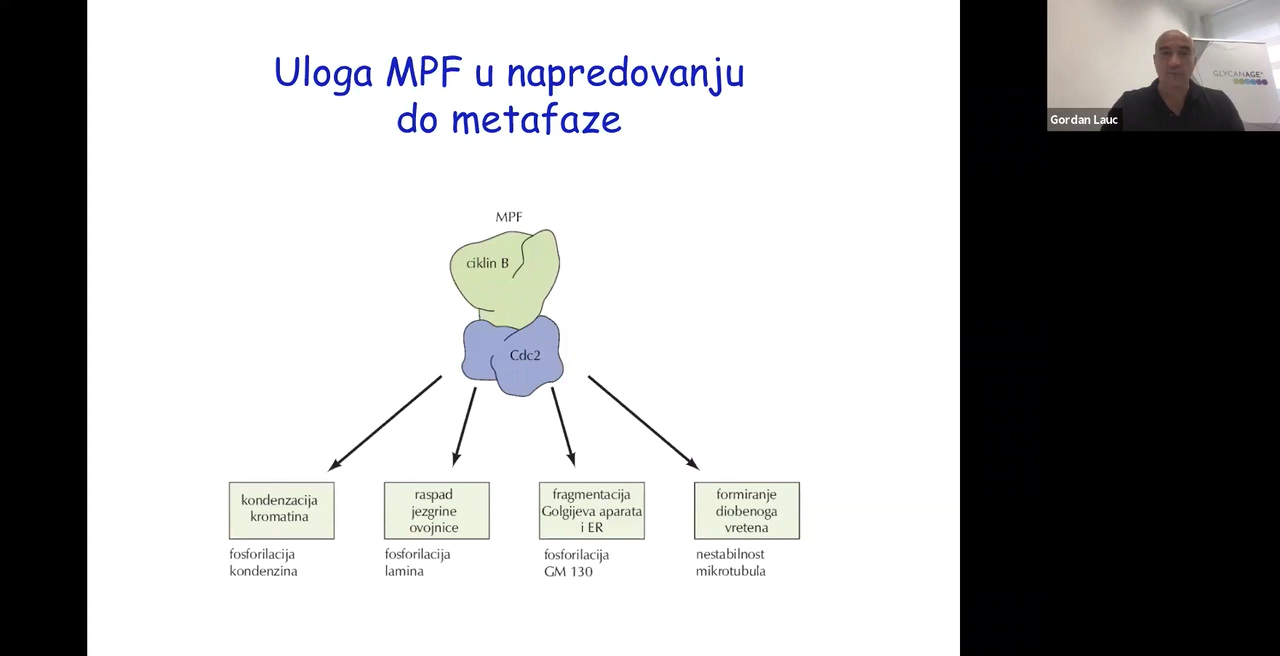 Uloga MPF u napredovanju
do metafaze
MPF
ciklin B
Cdc2
kondenzacija
kromatina
fosforilacija
kondenzina
raspad
jezgrine
ovojnice
fosforilacija
lamina
fragmentacija
Golgijeva aparata
i ER
fosforilacija
GM 130
formiranje
diobenoga
vretena
nestabilnost
mikrotubula
GLYCANAGE
Gordan Lauc